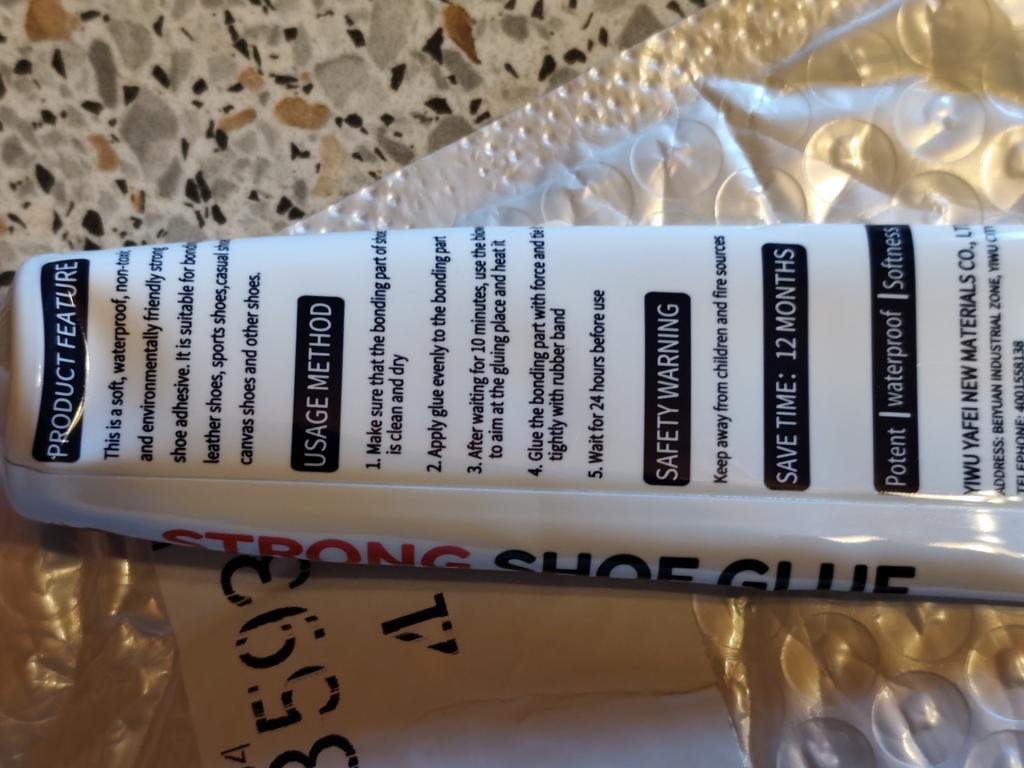 PRODUCT FEATURE
This is a soft, waterproof, non-toxic
and environmentally friendly strong
shoe adhesive. It is suitable for
leather shoes, sports shoes,casual
canvas shoes and other shoes.
USAGE METHOD
1. Make sure that the bonding part of
is clean and dry
2. Apply glue evenly to the bonding part
3. After waiting for 10 minutes, use the
to aim at the gluing place and heat it
4. Glue the bonding part with force and
tightly with rubber band
5. Wait for 24 hours before use
SAFETY WARNING
Keep away from children and fire sources
SAVE TIME: 12 MONTHS
Potent | waterproof | Softness
YIWU YAFEI NEW MATERIALS CO.,
ADDRESS: BEIYUAN INDUSTRIAL ZONE, YIWU
TELEPHONE: 4001558138
STRONG SHOE GLUE